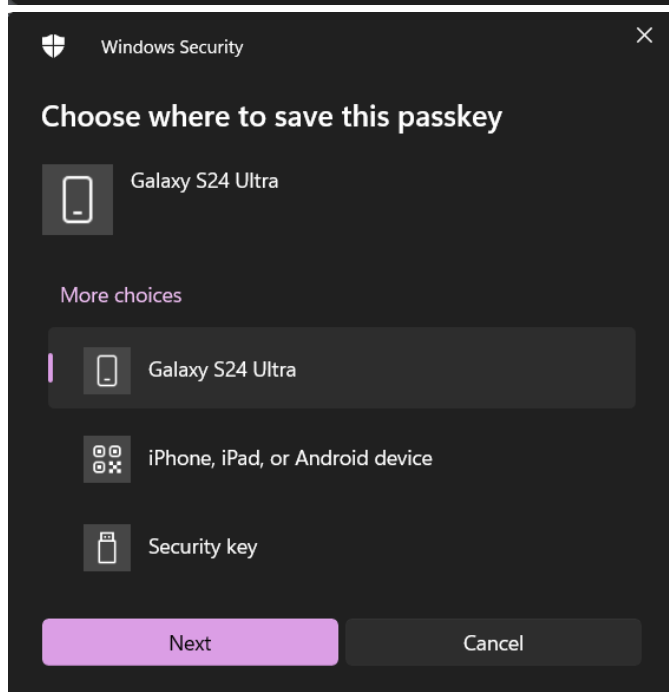 Windows Security
Choose where to save this passkey
Galaxy S24 Ultra
More choices
Galaxy S24 Ultra
iPhone, iPad, or Android device
Security key
Next
Cancel